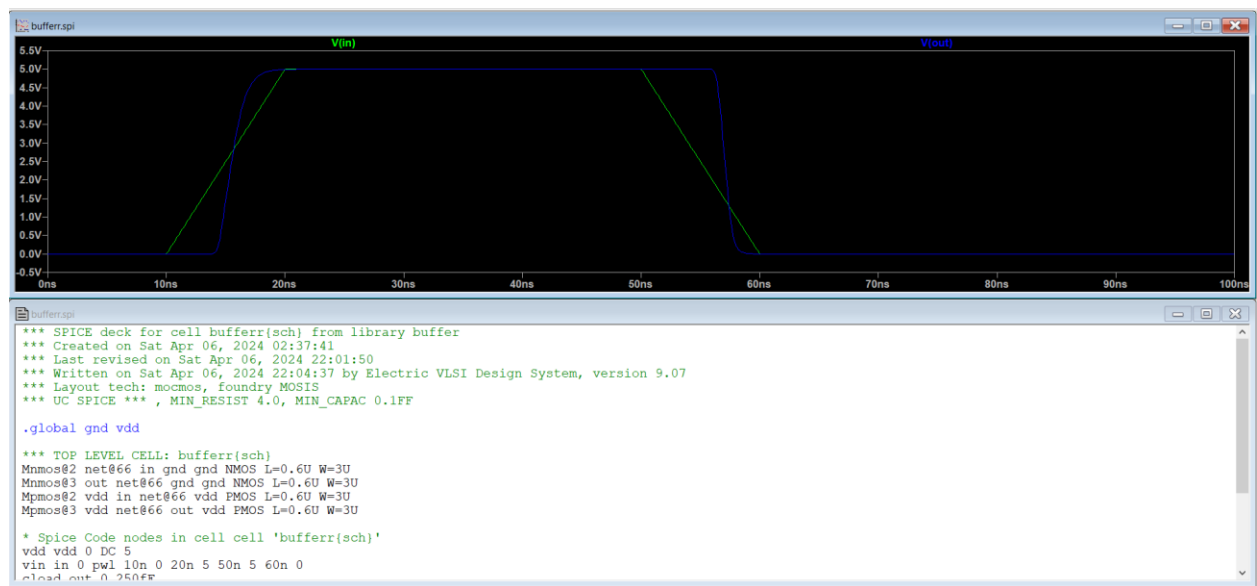 bufferr.spi
V(in) V(out)
5.5V
5.0V
4.5V
4.0V
3.5V
3.0V
2.5V
2.0V
1.5V
1.0V
0.5V
0.0V
-0.5V
0ns 10ns 20ns 30ns 40ns 50ns 60ns 70ns 80ns 90ns 100ns
bufferr.spi
*** SPICE deck for cell bufferr{sch} from library buffer
*** Created on Sat Apr 06, 2024 02:37:41
*** Last revised on Sat Apr 06, 2024 22:01:50
*** Written on Sat Apr 06, 2024 22:04:37 by Electric VLSI Design System, version 9.07
*** Layout tech: mocmos, foundry MOSIS
*** UC SPICE *** , MIN_RESIST 4.0, MIN_CAPAC 0.1FF
.global gnd vdd
*** TOP LEVEL CELL: bufferr{sch}
Mnmos@2 net@66 in gnd gnd NMOS L=0.6U W=3U
Mnmos@3 out net@66 gnd gnd NMOS L=0.6U W=3U
Mpmos@2 vdd in net@66 vdd PMOS L=0.6U W=3U
Mpmos@3 vdd net@66 out vdd PMOS L=0.6U W=3U
* Spice Code nodes in cell cell 'bufferr{sch}'
vdd vdd 0 DC 5
vin in 0 pwl 10n 0 20n 5 50n 5 60n 0
cload out 0 250fF